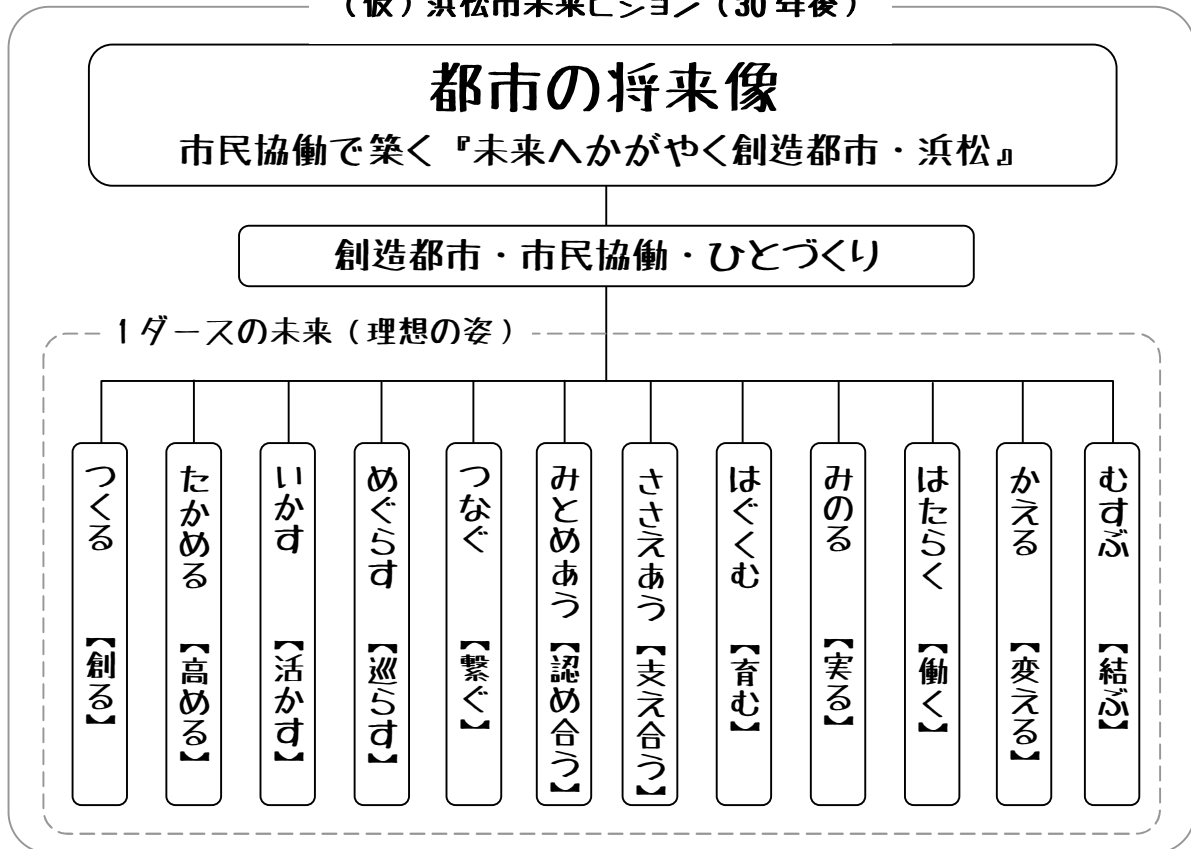 (仮)浜松市未来ビジョン(30年後)
都市の将来像
市民協働で築く『未来へかがやく創造都市・浜松』
創造都市・市民協働・ひとづくり
1ダースの未来(理想の姿)
つくる【創る】
たかめる【高める】
いかす【活かす】
めぐらす【巡らす】
つなぐ【繋ぐ】
みとめあう【認め合う】
ささえあう【支え合う】
はぐくむ【育む】
みのる【実る】
はたらく【働く】
かえる【変える】
むすぶ【結ぶ】